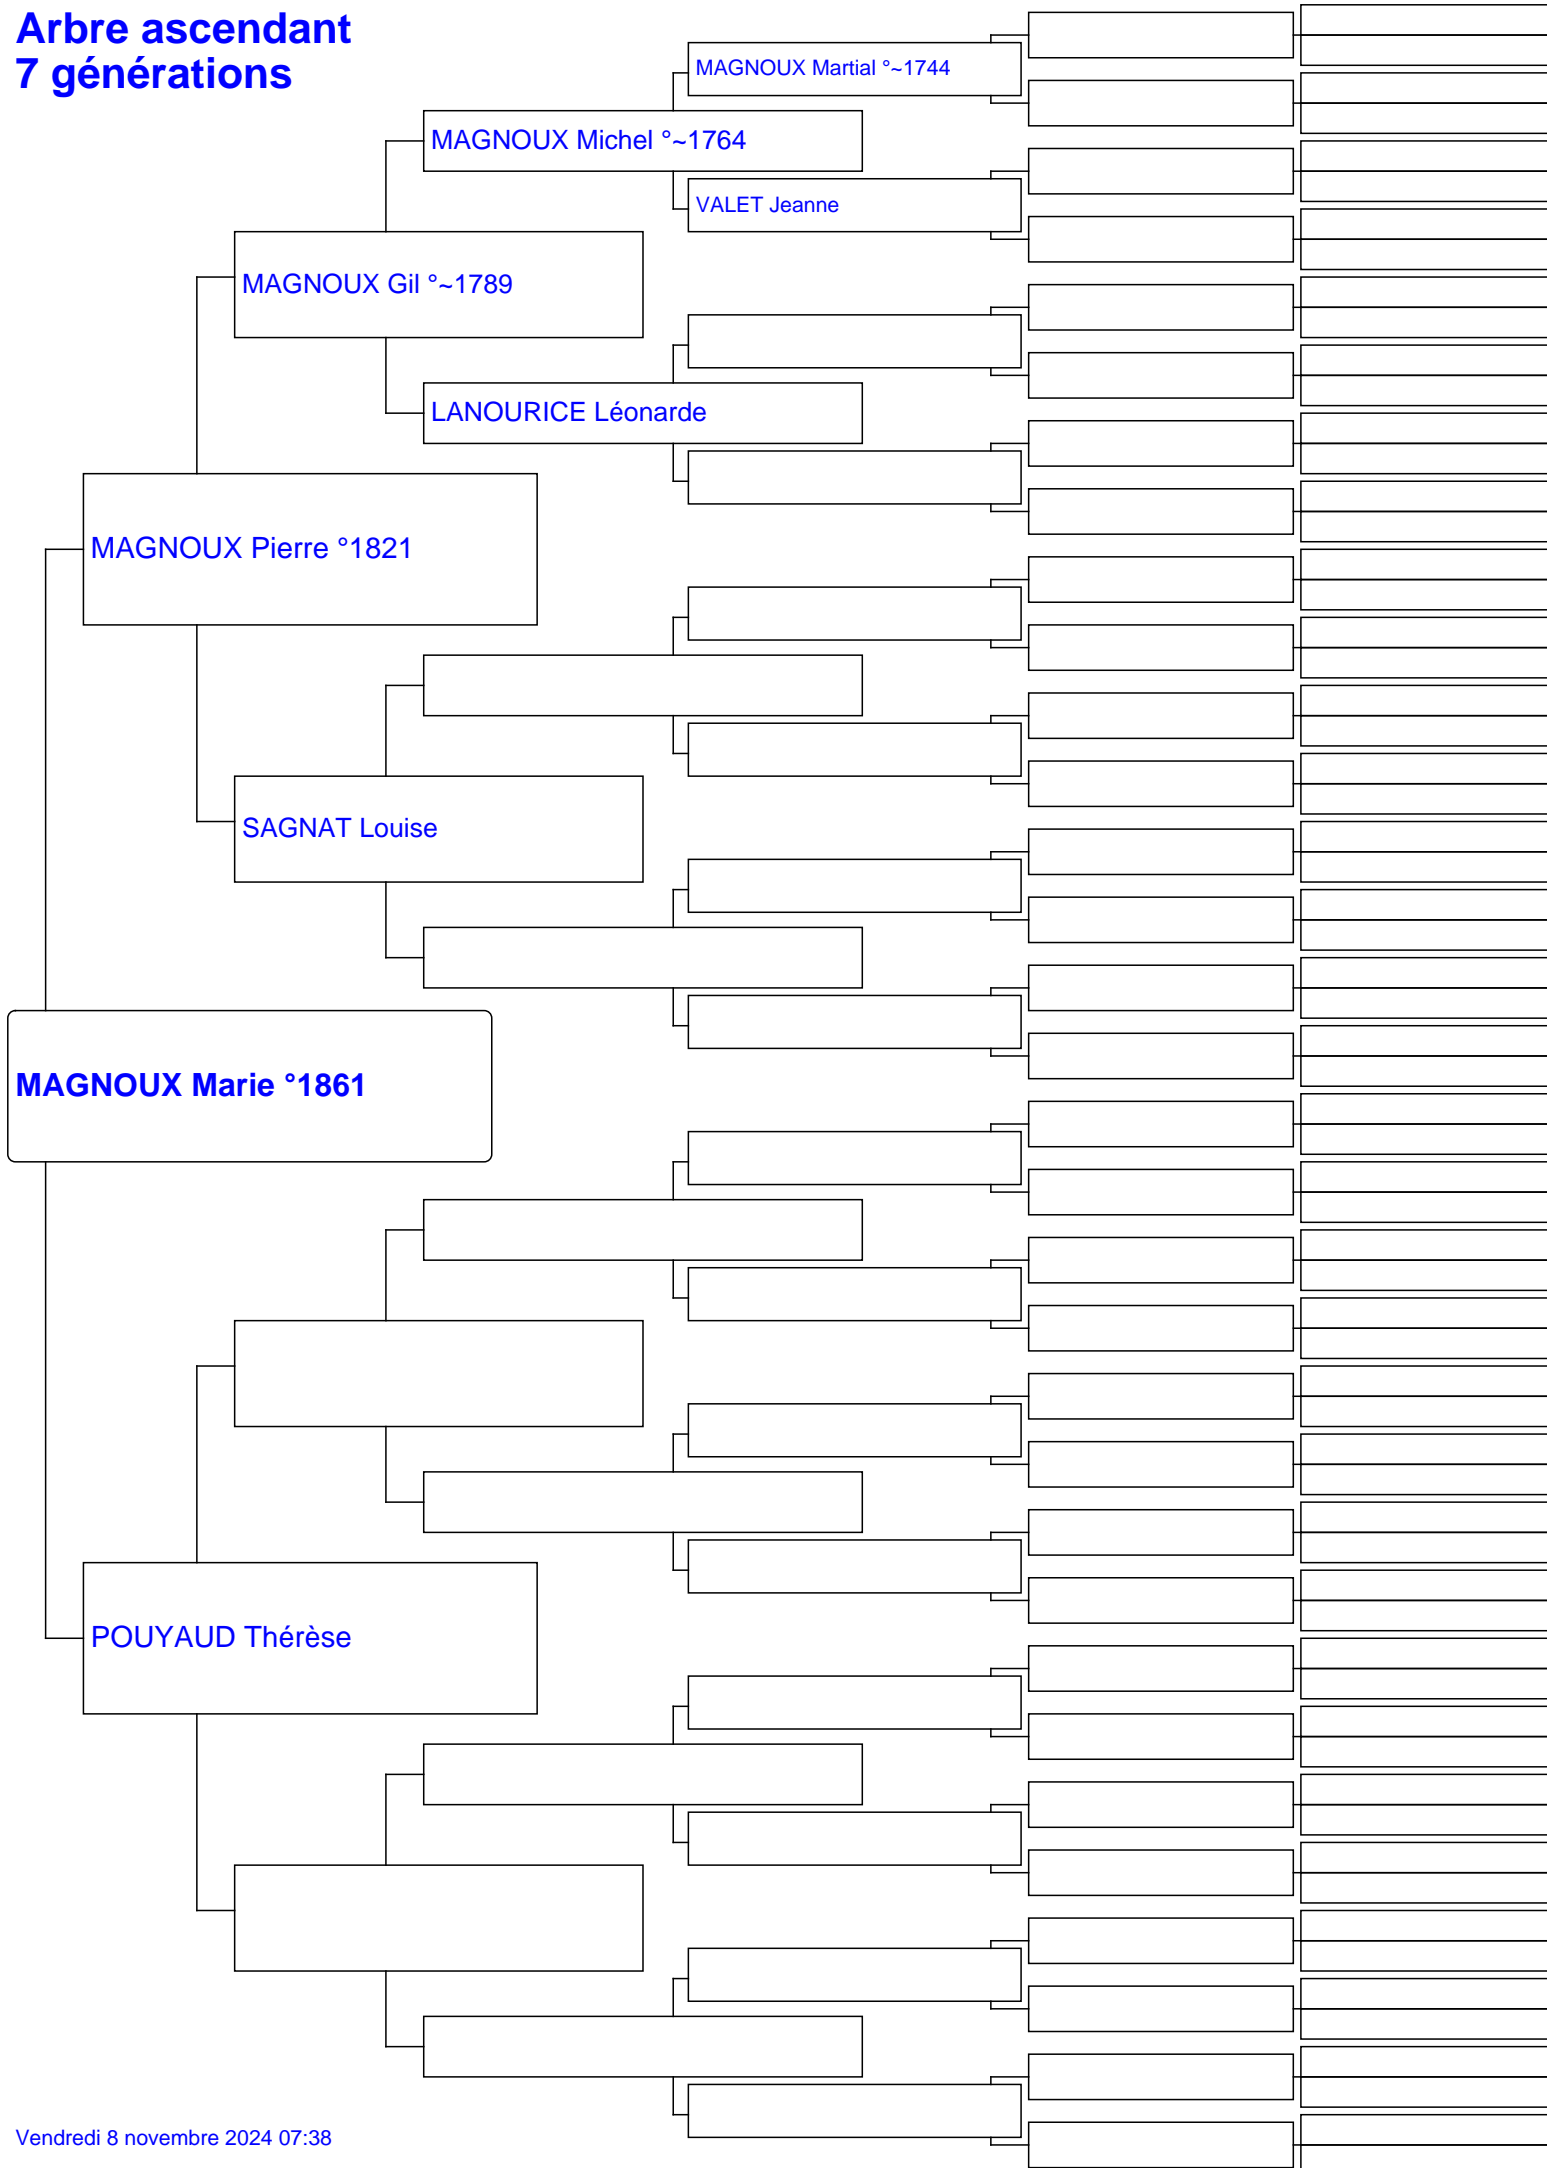 Arbre ascendant
7 générations
MAGNOUX Martial °~1744
MAGNOUX Michel °~1764
VALET Jeanne
MAGNOUX Gil °~1789
LANOURICE Léonarde
MAGNOUX Pierre °1821
SAGNAT Louise
MAGNOUX Marie °1861
POUYAUD Thérèse
Vendredi 8 novembre 2024 07:38